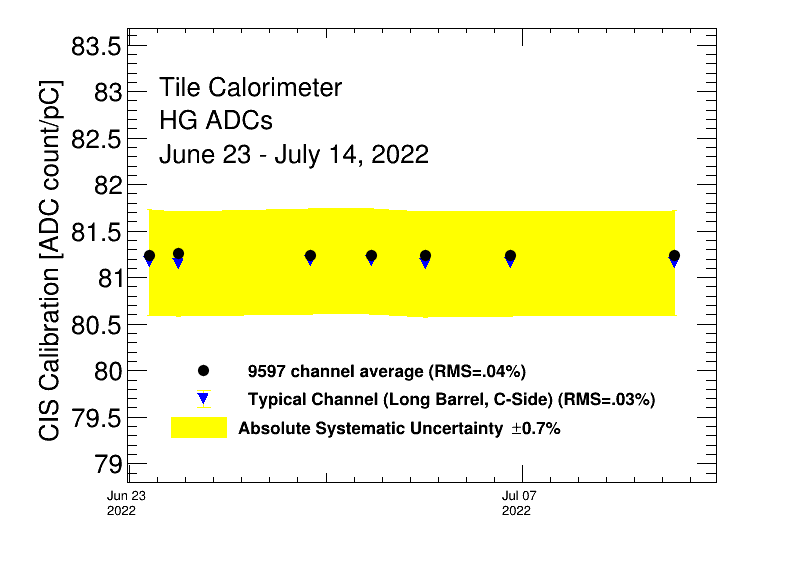 83.5
83
82.5
82
81.5
81
80.5
80
79.5
79
CIS Calibration [ADC count/pC]
Tile Calorimeter
HG ADCs
June 23 - July 14, 2022
9597 channel average (RMS=.04%)
Typical Channel (Long Barrel, C-Side) (RMS=.03%)
Absolute Systematic Uncertainty ±0.7%
Jun 23
2022
Jul 07
2022